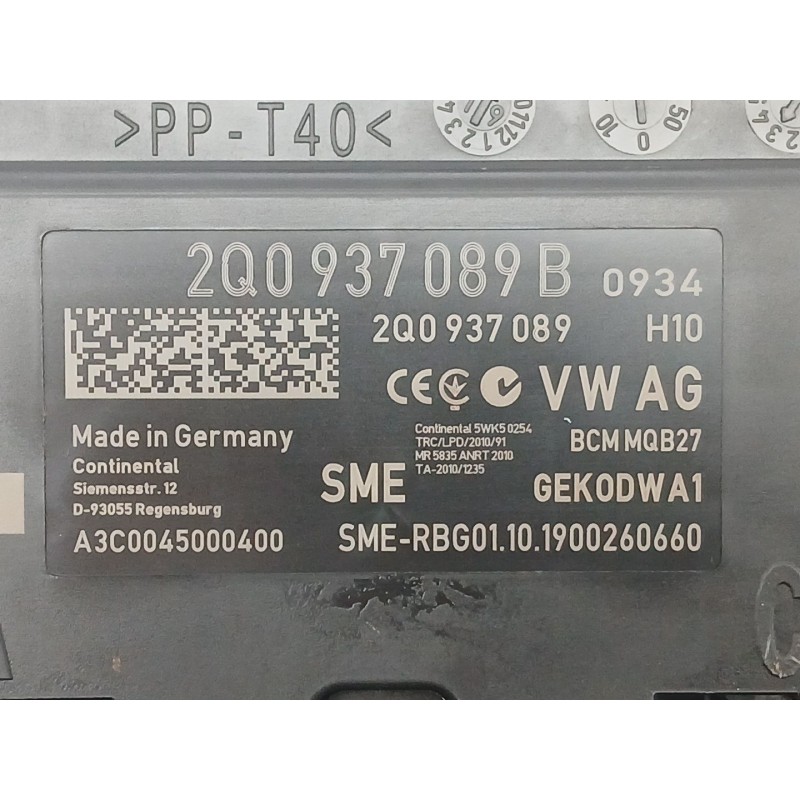 >PP-T40<
2Q0 937 089 B 0934
2Q0 937 089 H10
CE VW AG
Made in Germany
Continental
Siemensstr. 12
D-93055 Regensburg
A3C0045000400
Continental 5WK5 0254
TRC/LPD/2010/91
MR 5835 ANRT 2010
TA-2010/1235
BCM MQB27
SME GEKODWA1
SME-RBG01.10.1900260660